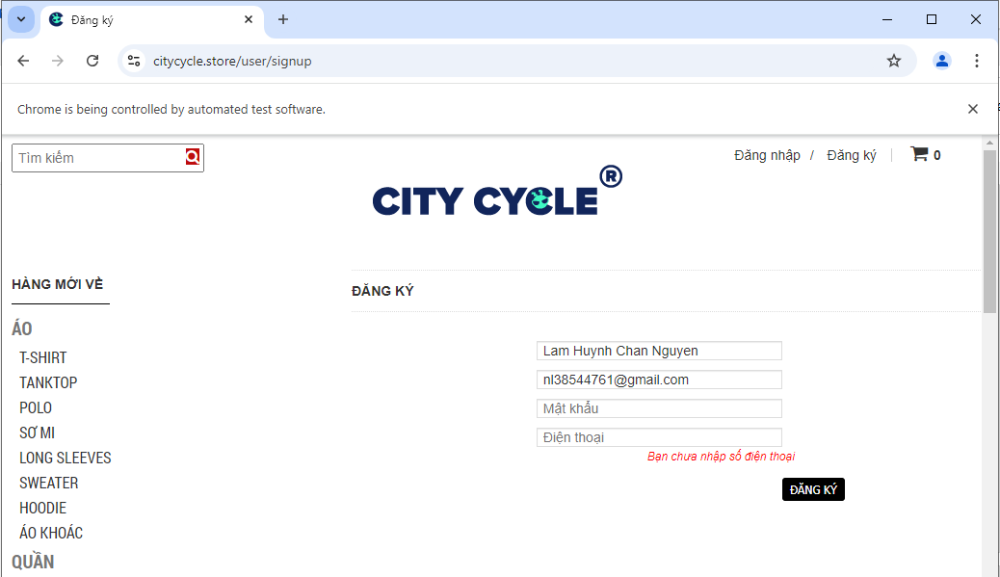 Đăng ký
citycycle.store/user/signup
Chrome is being controlled by automated test software.
Tìm kiếm
Đăng nhập / Đăng ký | 0
CITY CYCLE ®
HÀNG MỚI VỀ
ÁO
T-SHIRT
TANKTOP
POLO
SƠ MI
LONG SLEEVES
SWEATER
HOODIE
ÁO KHOÁC
QUẦN
ĐĂNG KÝ
Lam Huynh Chan Nguyen
nl38544761@gmail.com
Mật khẩu
Điện thoại
Bạn chưa nhập số điện thoại
ĐĂNG KÝ